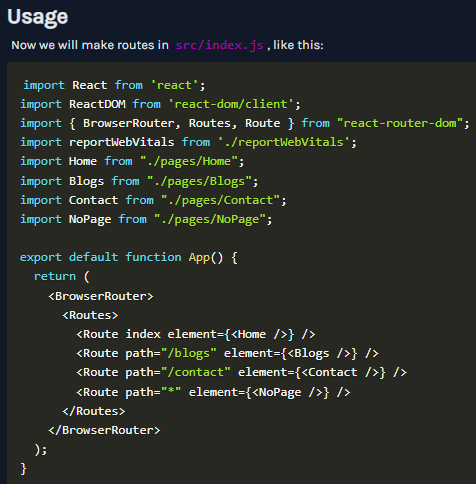 Usage
Now we will make routes in src/index.js, like this:
import React from 'react';
import ReactDOM from 'react-dom/client';
import { BrowserRouter, Routes, Route } from "react-router-dom";
import reportWebVitals from './reportWebVitals';
import Home from "./pages/Home";
import Blogs from "./pages/Blogs";
import Contact from "./pages/Contact";
import NoPage from "./pages/NoPage";

export default function App() {
  return (
    <BrowserRouter>
      <Routes>
        <Route index element={<Home />} />
        <Route path="/blogs" element={<Blogs />} />
        <Route path="/contact" element={<Contact />} />
        <Route path="*" element={<NoPage />} />
      </Routes>
    </BrowserRouter>
  );
}